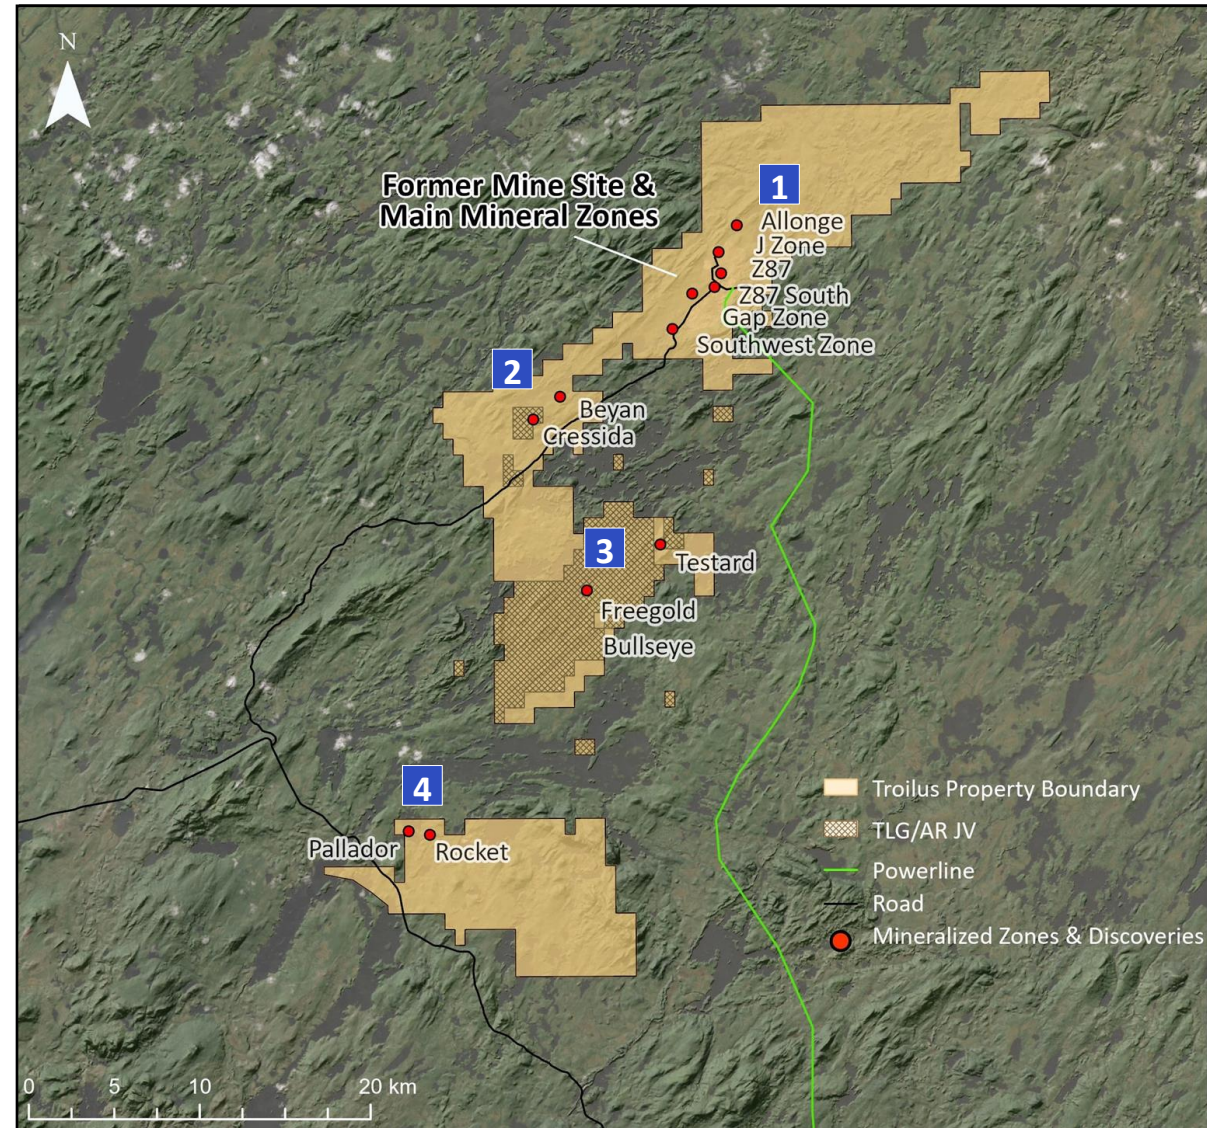 N
Former Mine Site &
Main Mineral Zones
1
Allonge
J Zone
Z87
Z87 South
Gap Zone
Southwest Zone
2
Beyan
Cressida
3
Testard
Freegold
Bullseye
4
Pallador
Rocket
Troilus Property Boundary
TLG/AR JV
Powerline
Road
Mineralized Zones & Discoveries
0 5 10 20 km